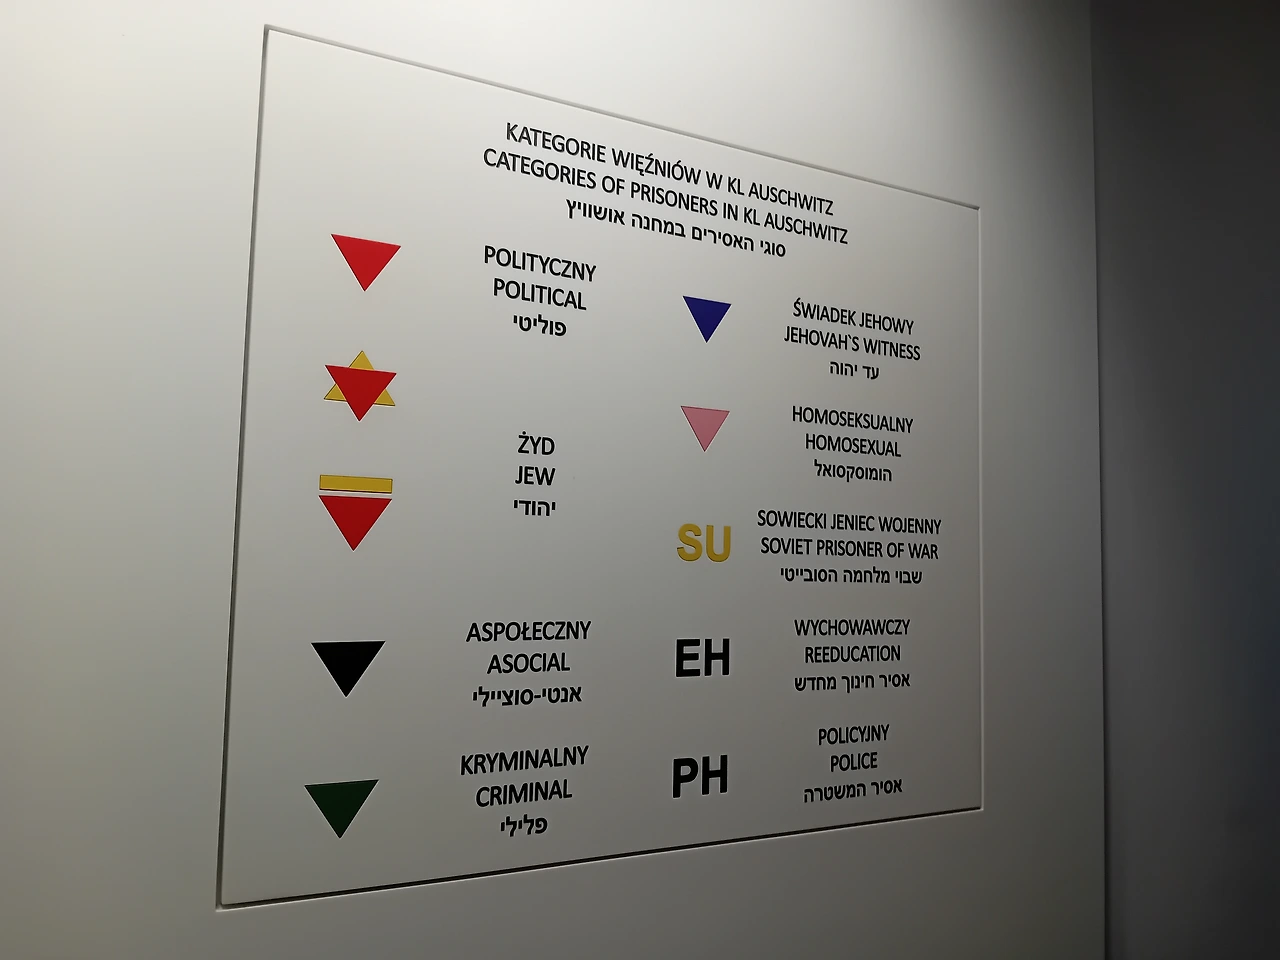 KATEGORIE WIĘŹNIÓW W KL AUSCHWITZ
CATEGORIES OF PRISONERS IN KL AUSCHWITZ
סוגי האסירים במחנה אושוויץ
POLITYCZNY
POLITICAL
פוליטי
ŻYD
JEW
יהודי
ASPOŁECZNY
ASOCIAL
אנטי-סוציילי
KRYMINALNY
CRIMINAL
פלילי
ŚWIADEK JEHOWY
JEHOVAH`S WITNESS
עד יהוה
HOMOSEKSUALNY
HOMOSEXUAL
הומוסקסואל
SU
SOWIECKI JENIEC WOJENNY
SOVIET PRISONER OF WAR
שבוי מלחמה הסובייטי
EH
WYCHOWAWCZY
REEDUCATION
אסיר חינוך מחדש
PH
POLICYJNY
POLICE
אסיר המשטרה